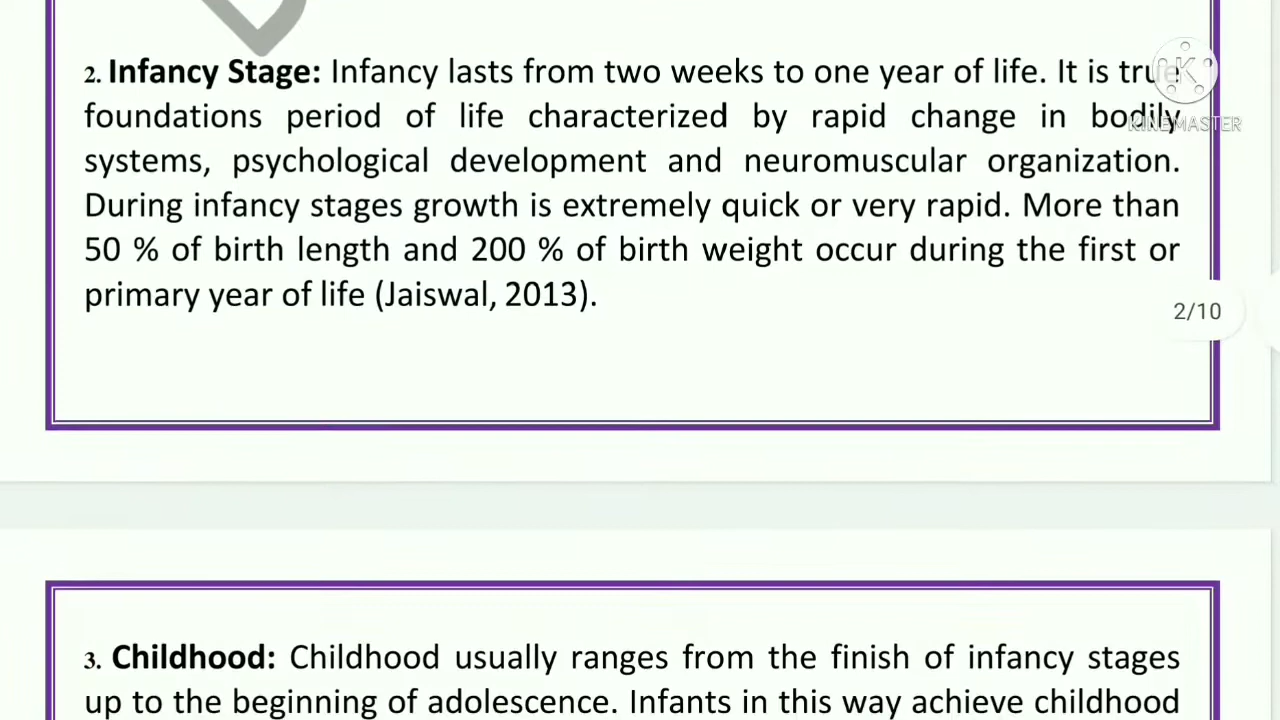 2. Infancy Stage: Infancy lasts from two weeks to one year of life. It is true
foundations period of life characterized by rapid change in bodily
systems, psychological development and neuromuscular organization.
During infancy stages growth is extremely quick or very rapid. More than
50 % of birth length and 200 % of birth weight occur during the first or
primary year of life (Jaiswal, 2013).
K
KINEMASTER
2/10
3. Childhood: Childhood usually ranges from the finish of infancy stages
up to the beginning of adolescence. Infants in this way achieve childhood